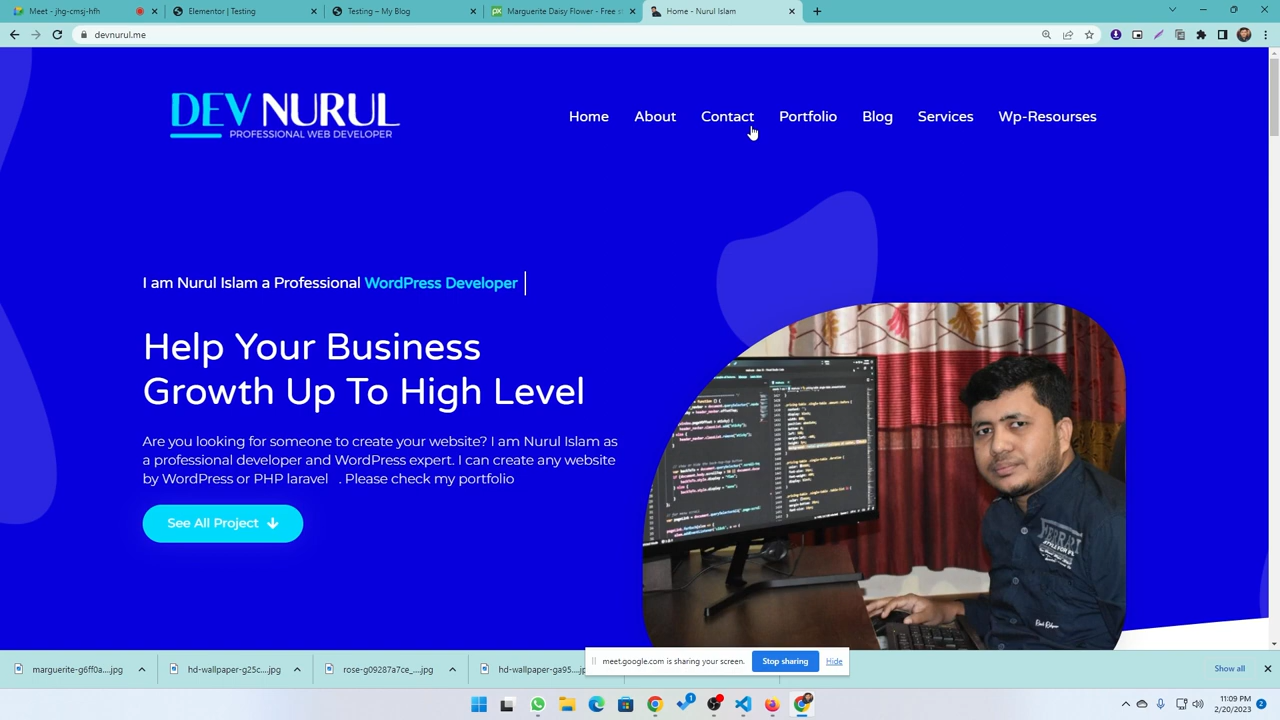 Meet - jhg-cmsj-hfh
Elementor | Testing
Testing – My Blog
Marguerite Daisy Flower - Free s
Home - Nurul Islam
devnurul.me
DEV NURUL
PROFESSIONAL WEB DEVELOPER
Home
About
Contact
Portfolio
Blog
Services
Wp-Resourses
I am Nurul Islam a Professional WordPress Developer
Help Your Business
Growth Up To High Level
Are you looking for someone to create your website? I am Nurul Islam as
a professional developer and WordPress expert. I can create any website
by WordPress or PHP laravel . Please check my portfolio
See All Project
meet.google.com is sharing your screen.
Stop sharing
Hide
marguerite-g9fda....jpg
hd-wallpaper-g25c....jpg
rose-g09287a7ce_....jpg
hd-wallpaper-ga95...
Show all
11:09 PM
2/20/2023